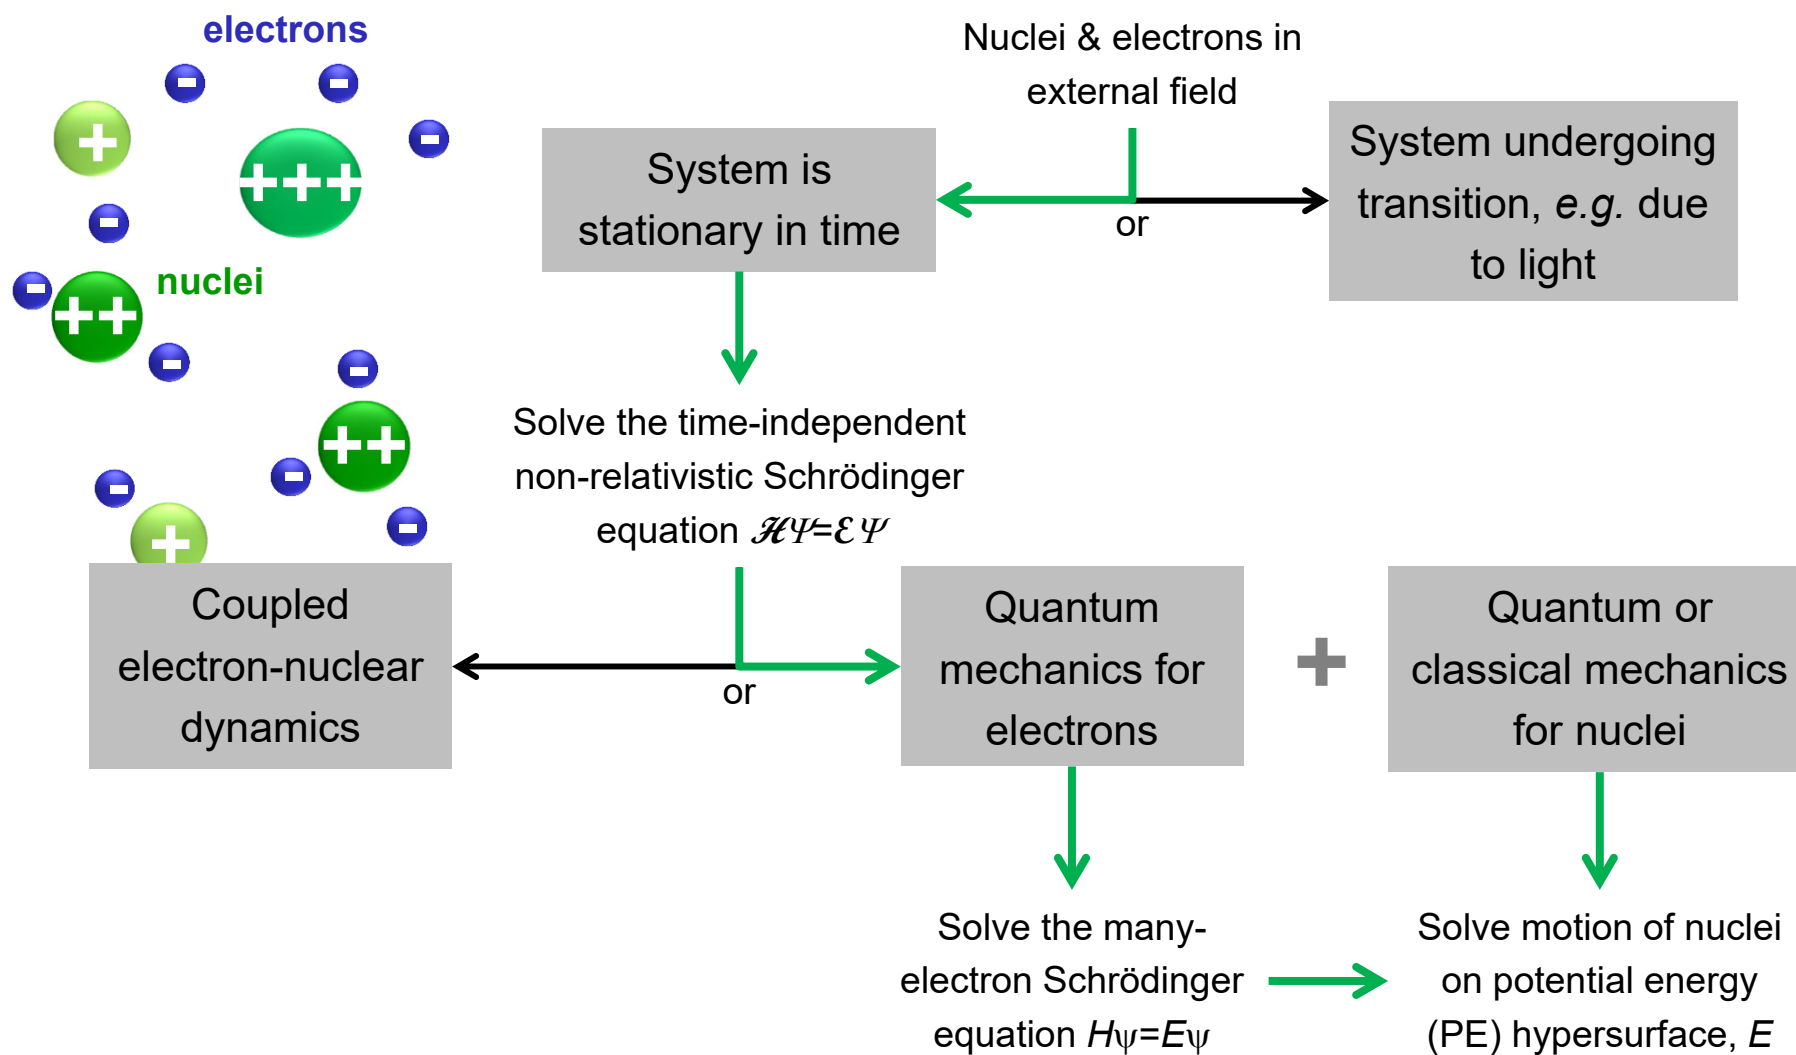 electrons
nuclei
Nuclei & electrons in
external field
System is
stationary in time
or
System undergoing
transition, e.g. due
to light
Solve the time-independent
non-relativistic Schrödinger
equation ℋΨ=ℰΨ
Coupled
electron-nuclear
dynamics
or
Quantum
mechanics for
electrons
+
Quantum or
classical mechanics
for nuclei
Solve the many-
electron Schrödinger
equation Hψ=Eψ
Solve motion of nuclei
on potential energy
(PE) hypersurface, E
-
-
+
+++
-
-
-
++
-
-
++
-
-
-
+